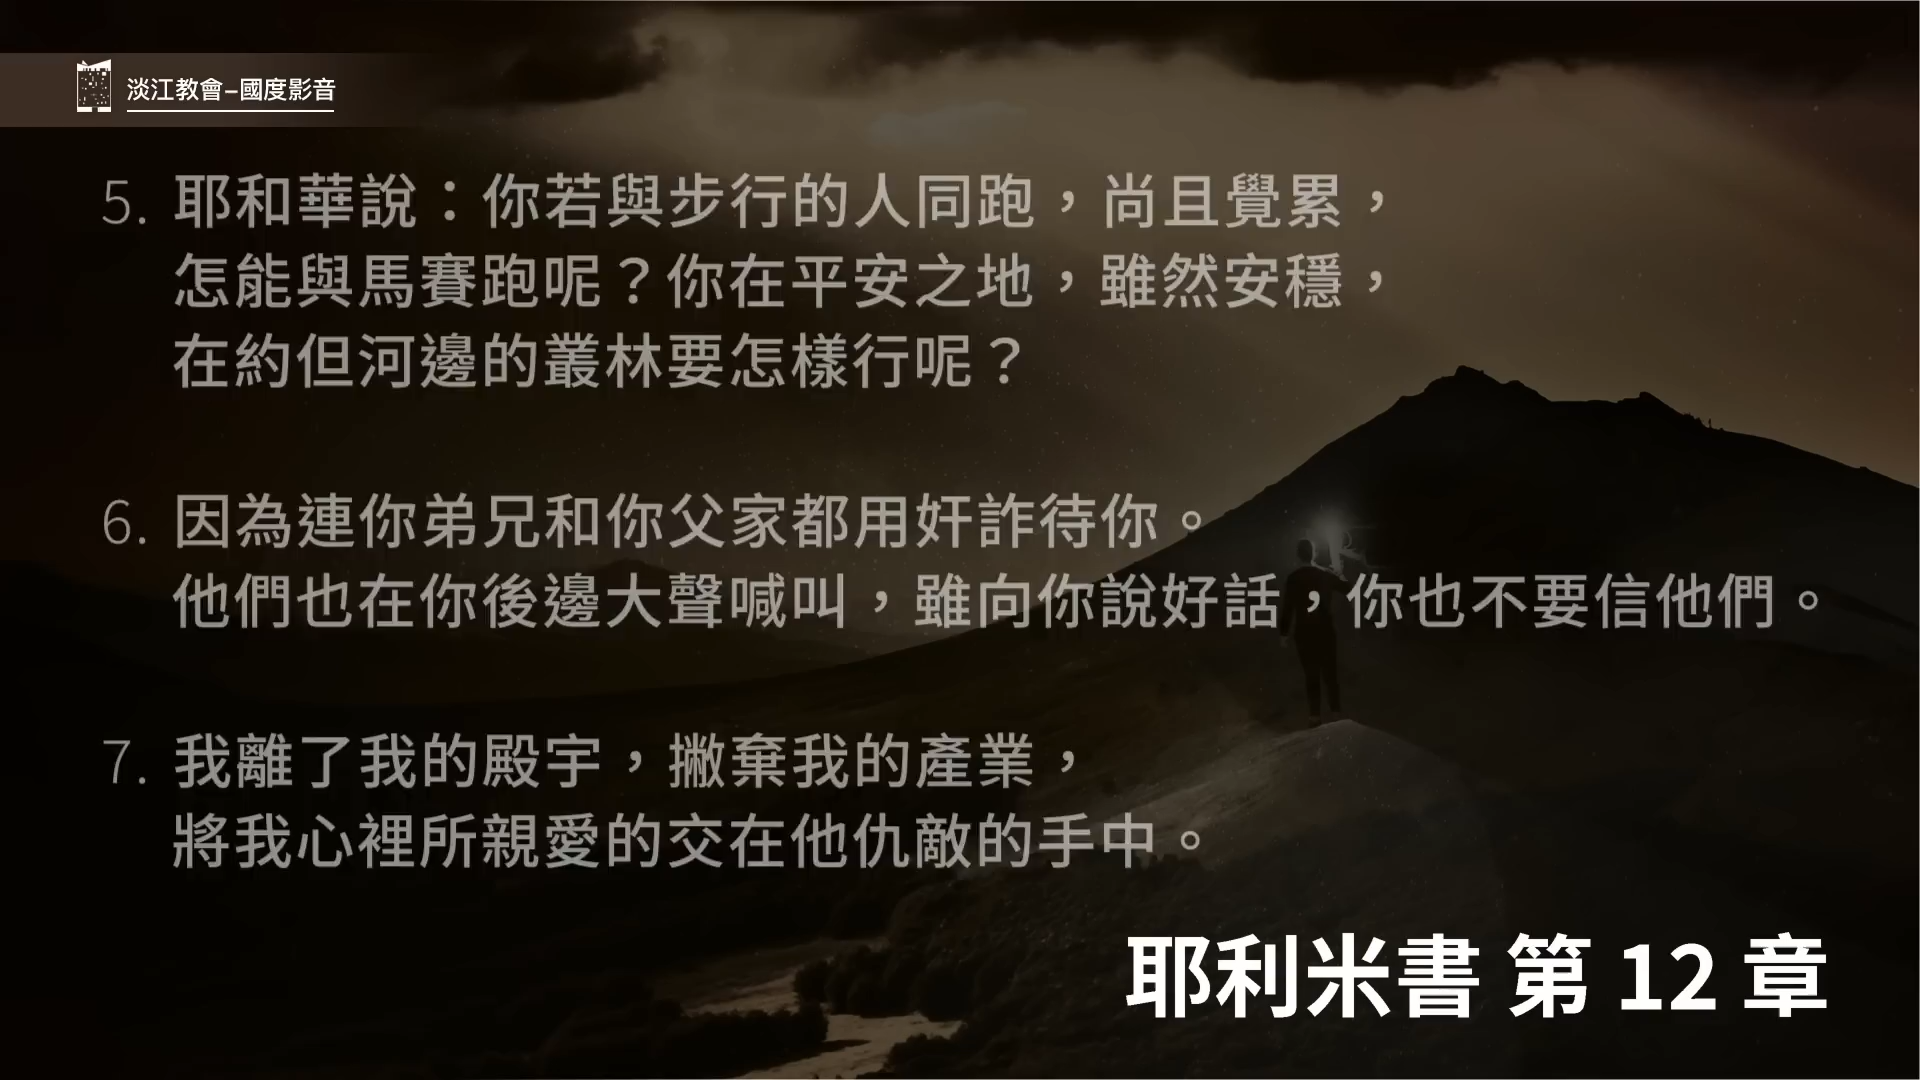 淡江教會–國度影音
5. 耶和華說：你若與步行的人同跑，尚且覺累，
怎能與馬賽跑呢？你在平安之地，雖然安穩，
在約但河邊的叢林要怎樣行呢？
6. 因為連你弟兄和你父家都用奸詐待你。
他們也在你後邊大聲喊叫，雖向你說好話，你也不要信他們。
7. 我離了我的殿宇，撇棄我的產業，
將我心裡所親愛的交在他仇敵的手中。
耶利米書 第 12 章